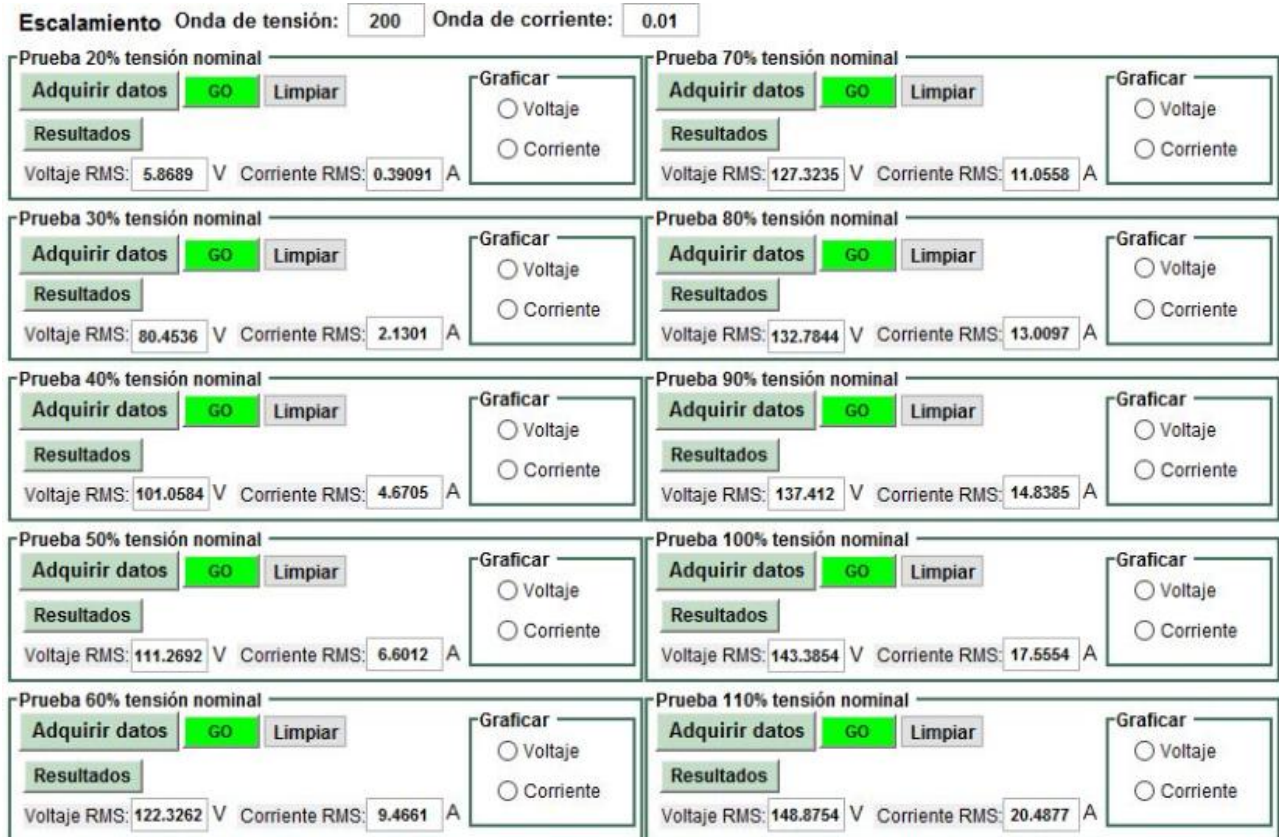 Escalamiento Onda de tensión: 200 Onda de corriente: 0.01
Prueba 20% tensión nominal
Adquirir datos GO Limpiar
Resultados
Voltaje RMS: 5.8689 V Corriente RMS: 0.39091 A
Graficar
Voltaje
Corriente
Prueba 70% tensión nominal
Adquirir datos GO Limpiar
Resultados
Voltaje RMS: 127.3235 V Corriente RMS: 11.0558 A
Graficar
Voltaje
Corriente
Prueba 30% tensión nominal
Adquirir datos GO Limpiar
Resultados
Voltaje RMS: 80.4536 V Corriente RMS: 2.1301 A
Graficar
Voltaje
Corriente
Prueba 80% tensión nominal
Adquirir datos GO Limpiar
Resultados
Voltaje RMS: 132.7844 V Corriente RMS: 13.0097 A
Graficar
Voltaje
Corriente
Prueba 40% tensión nominal
Adquirir datos GO Limpiar
Resultados
Voltaje RMS: 101.0584 V Corriente RMS: 4.6705 A
Graficar
Voltaje
Corriente
Prueba 90% tensión nominal
Adquirir datos GO Limpiar
Resultados
Voltaje RMS: 137.412 V Corriente RMS: 14.8385 A
Graficar
Voltaje
Corriente
Prueba 50% tensión nominal
Adquirir datos GO Limpiar
Resultados
Voltaje RMS: 111.2692 V Corriente RMS: 6.6012 A
Graficar
Voltaje
Corriente
Prueba 100% tensión nominal
Adquirir datos GO Limpiar
Resultados
Voltaje RMS: 143.3854 V Corriente RMS: 17.5554 A
Graficar
Voltaje
Corriente
Prueba 60% tensión nominal
Adquirir datos GO Limpiar
Resultados
Voltaje RMS: 122.3262 V Corriente RMS: 9.4661 A
Graficar
Voltaje
Corriente
Prueba 110% tensión nominal
Adquirir datos GO Limpiar
Resultados
Voltaje RMS: 148.8754 V Corriente RMS: 20.4877 A
Graficar
Voltaje
Corriente